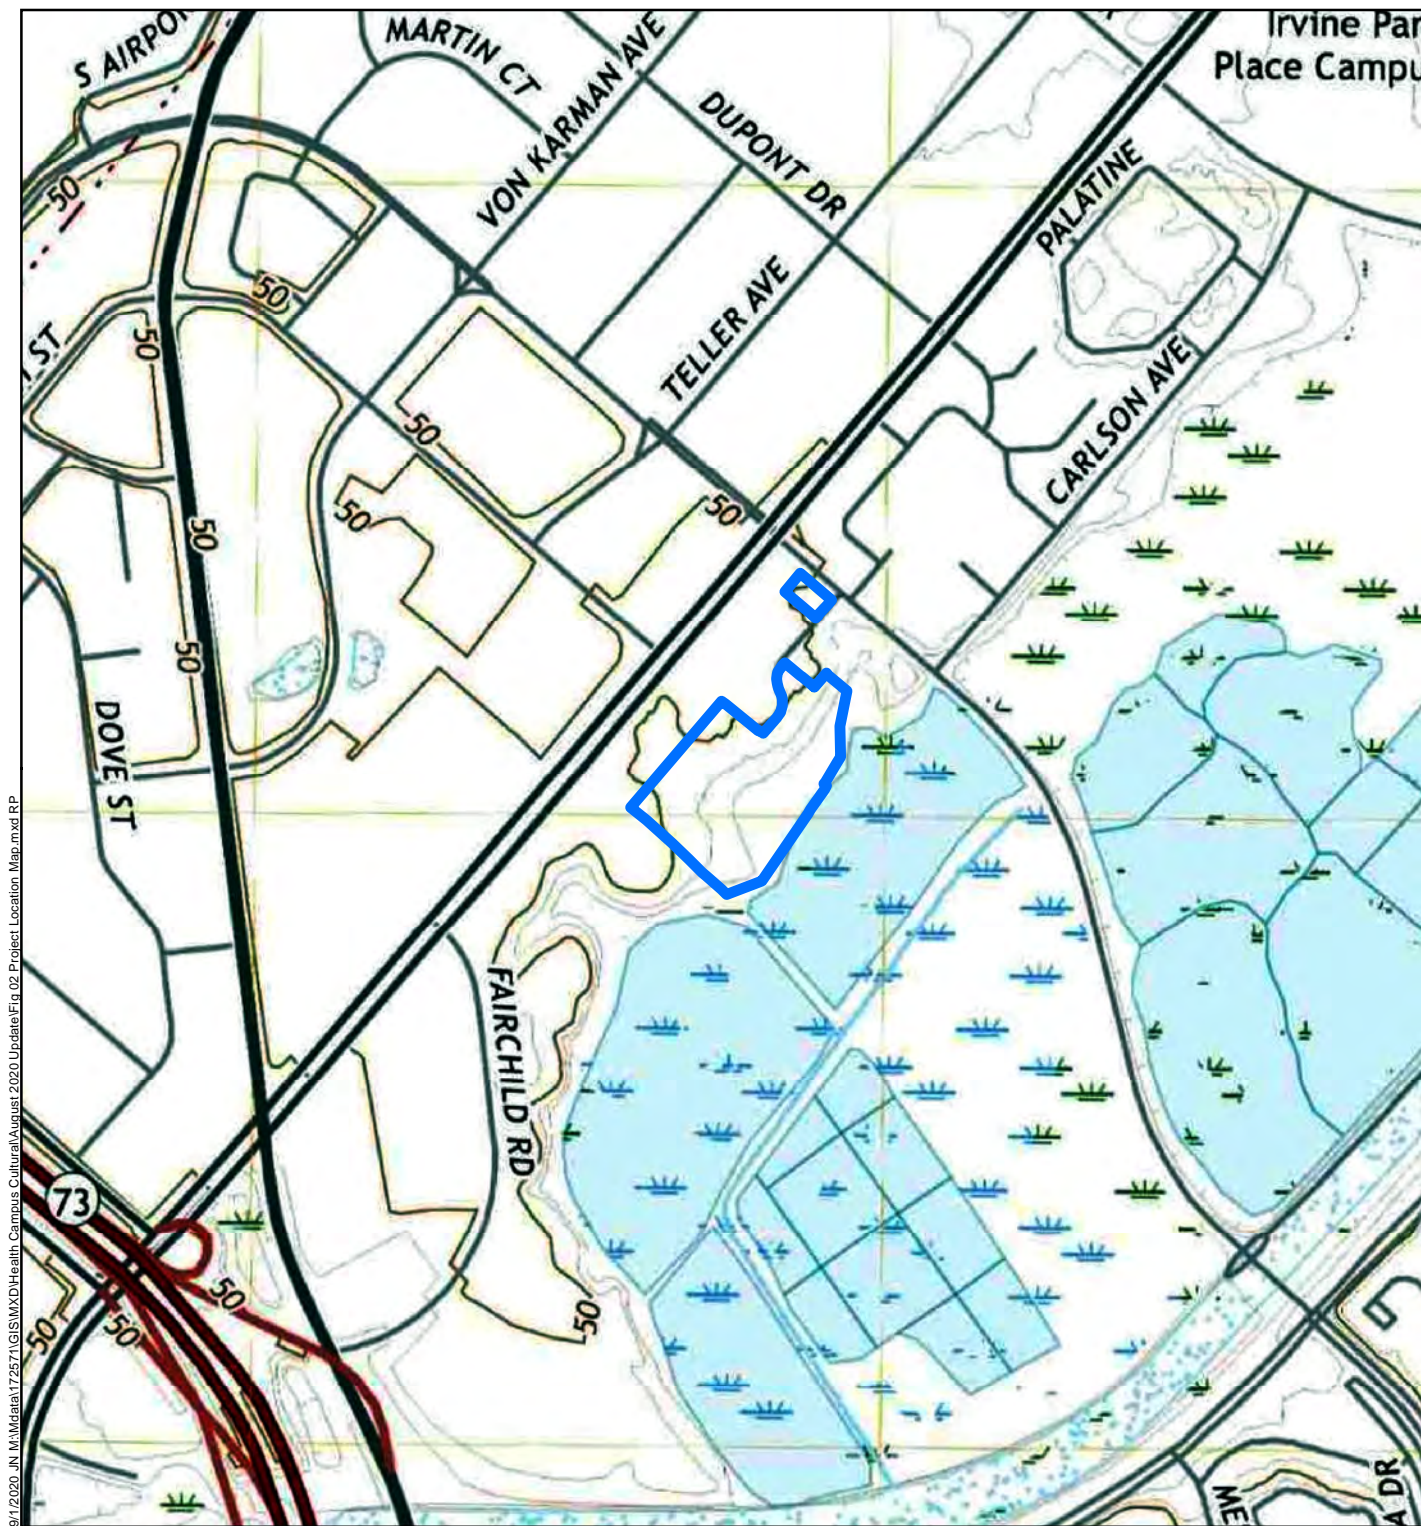 Irvine Par
Place Campu
S AIRPOR
MARTIN CT
VON KARMAN AVE
DUPONT DR
PALATINE
50
50
TELLER AVE
50
ST
CARLSON AVE
50
50
50
50
50
DOVE ST
FAIRCHILD RD
73
50
50
50
50
A DR
9/1/2020 JN M:\Mdata\172571\GIS\MXD\Health Campus Cultural\August 2020 Update\Fig 02 Project Location Map.mxd RP